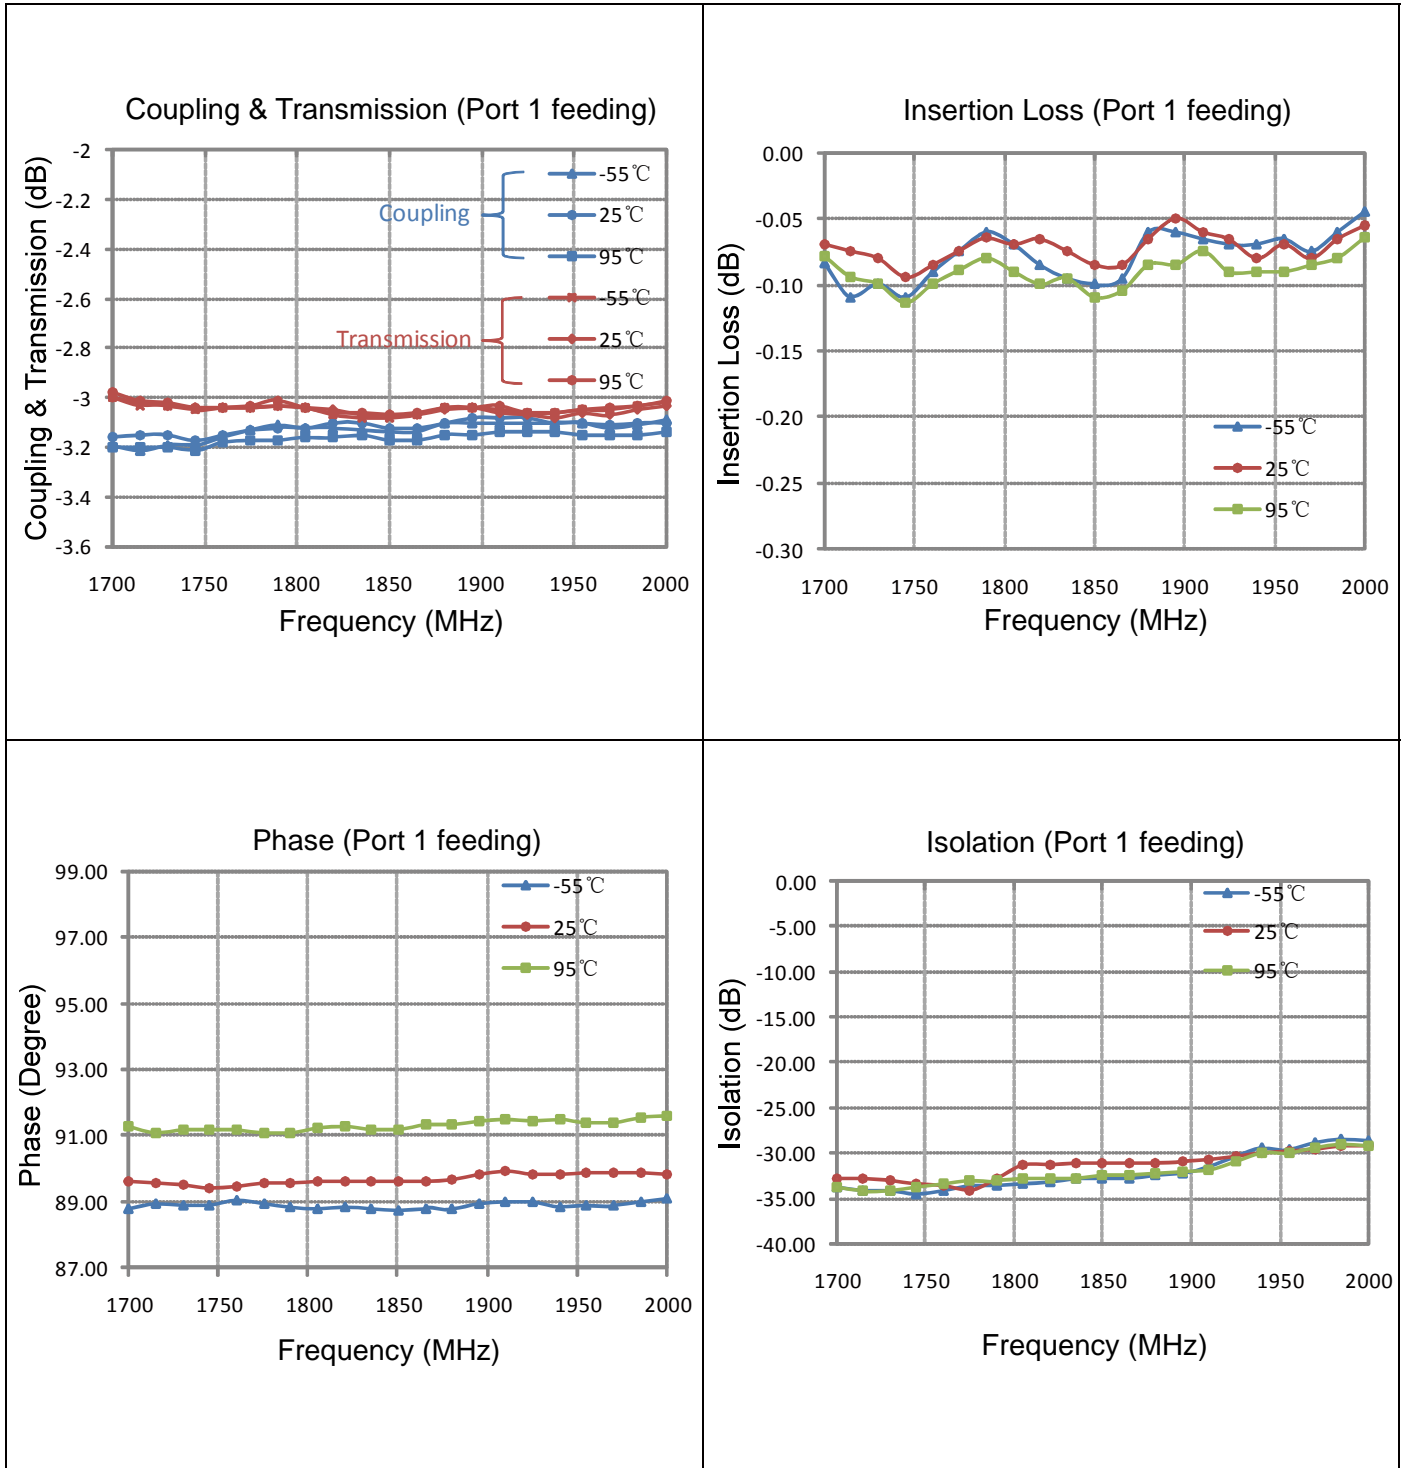 Coupling & Transmission (Port 1 feeding)
Coupling & Transmission (dB)
-2
-2.2
-2.4
-2.6
-2.8
-3
-3.2
-3.4
-3.6
Coupling
-55℃
25℃
95℃
Transmission
-55℃
25℃
95℃
1700 1750 1800 1850 1900 1950 2000
Frequency (MHz)
Insertion Loss (Port 1 feeding)
Insertion Loss (dB)
0.00
-0.05
-0.10
-0.15
-0.20
-0.25
-0.30
-55℃
25℃
95℃
1700 1750 1800 1850 1900 1950 2000
Frequency (MHz)
Phase (Port 1 feeding)
Phase (Degree)
99.00
97.00
95.00
93.00
91.00
89.00
87.00
-55℃
25℃
95℃
1700 1750 1800 1850 1900 1950 2000
Frequency (MHz)
Isolation (Port 1 feeding)
Isolation (dB)
0.00
-5.00
-10.00
-15.00
-20.00
-25.00
-30.00
-35.00
-40.00
-55℃
25℃
95℃
1700 1750 1800 1850 1900 1950 2000
Frequency (MHz)